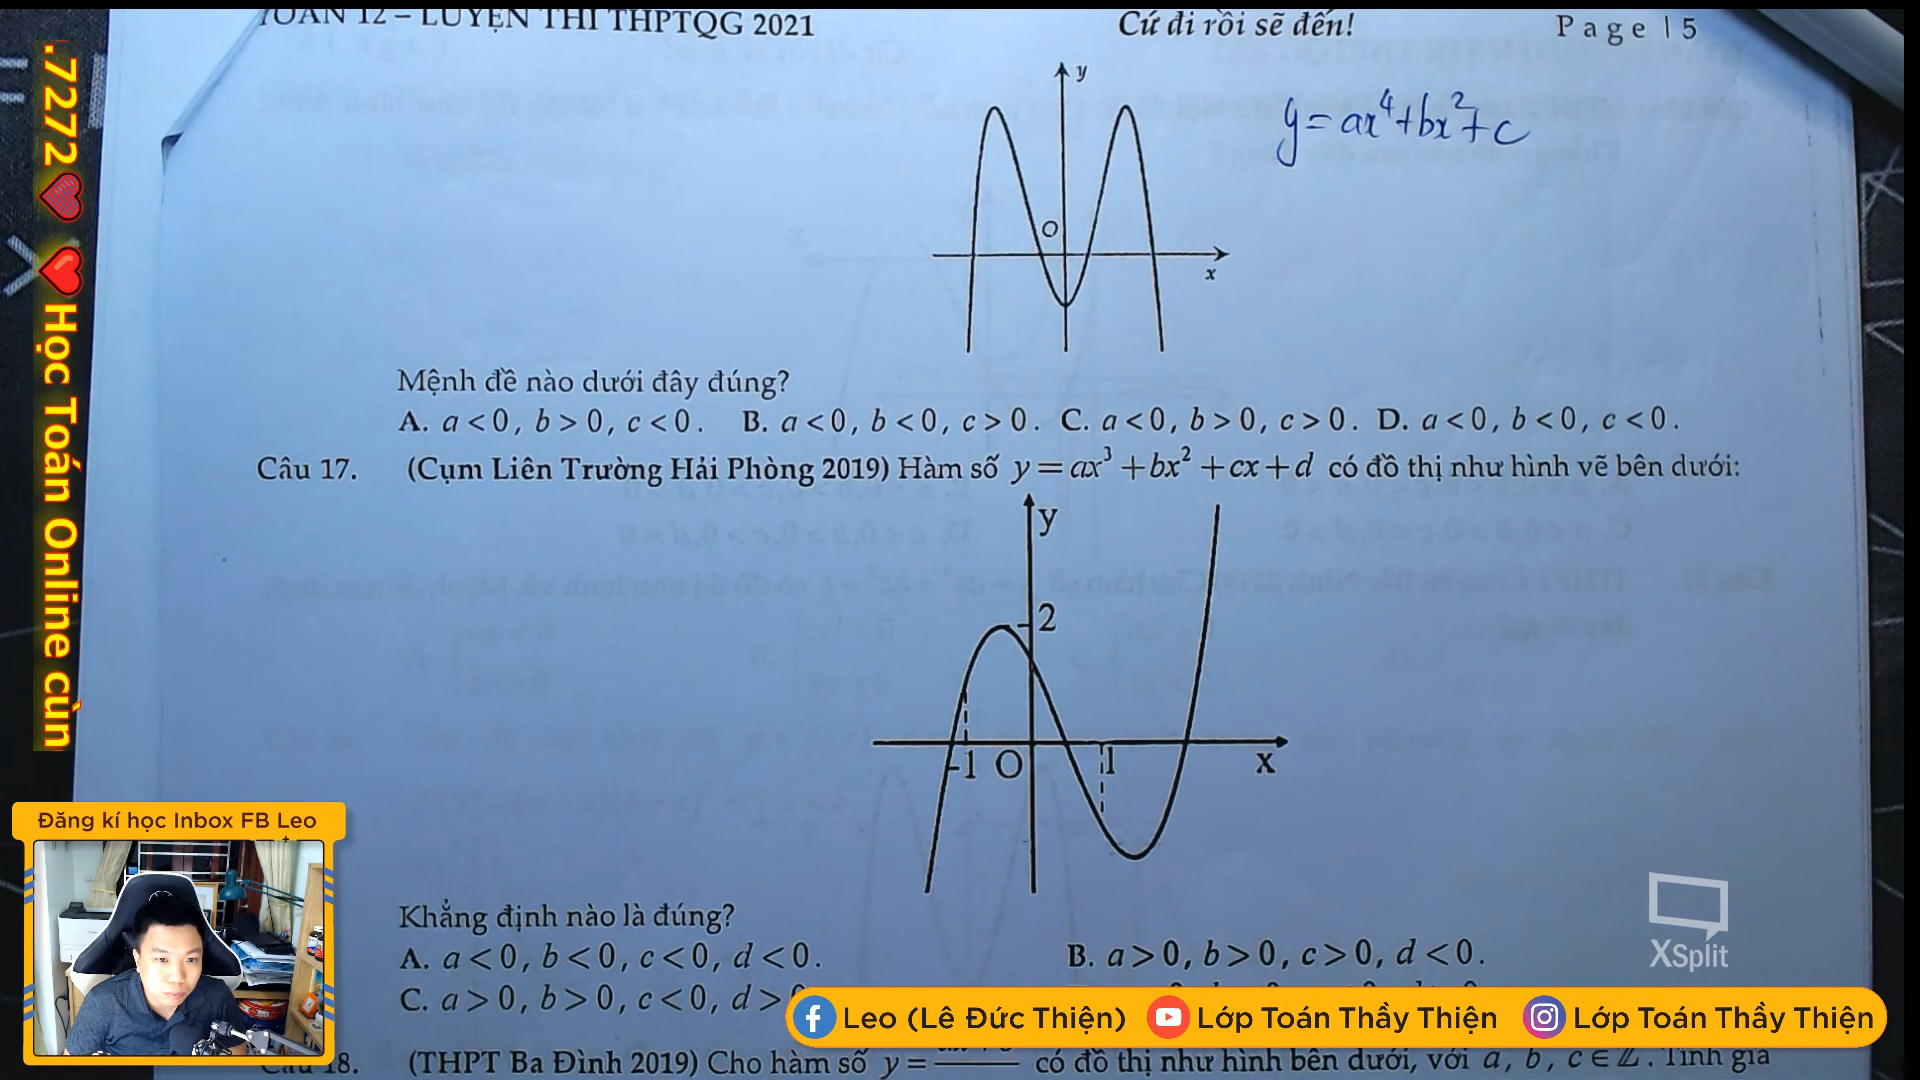 TOÁN 12 – LUYỆN THI THPTQG 2021
Cứ đi rồi sẽ đến!
Page | 5
y
y = ax⁴ + bx² + c
O
x
Mệnh đề nào dưới đây đúng?
A. a < 0, b > 0, c < 0. B. a < 0, b < 0, c > 0. C. a < 0, b > 0, c > 0. D. a < 0, b < 0, c < 0.
Câu 17. (Cụm Liên Trường Hải Phòng 2019) Hàm số y = ax³ + bx² + cx + d có đồ thị như hình vẽ bên dưới:
y
2
-1 O 1 x
Khẳng định nào là đúng?
A. a < 0, b < 0, c < 0, d < 0. B. a > 0, b > 0, c > 0, d < 0.
C. a > 0, b > 0, c < 0, d >
18. (THPT Ba Đình 2019) Cho hàm số y = có đồ thị như hình bên dưới, với a, b, c ∈ ℤ. Tính giá
.7272 ❤ ❤ Học Toán Online cùn
Đăng kí học Inbox FB Leo
XSplit
Leo (Lê Đức Thiện) Lớp Toán Thầy Thiện Lớp Toán Thầy Thiện